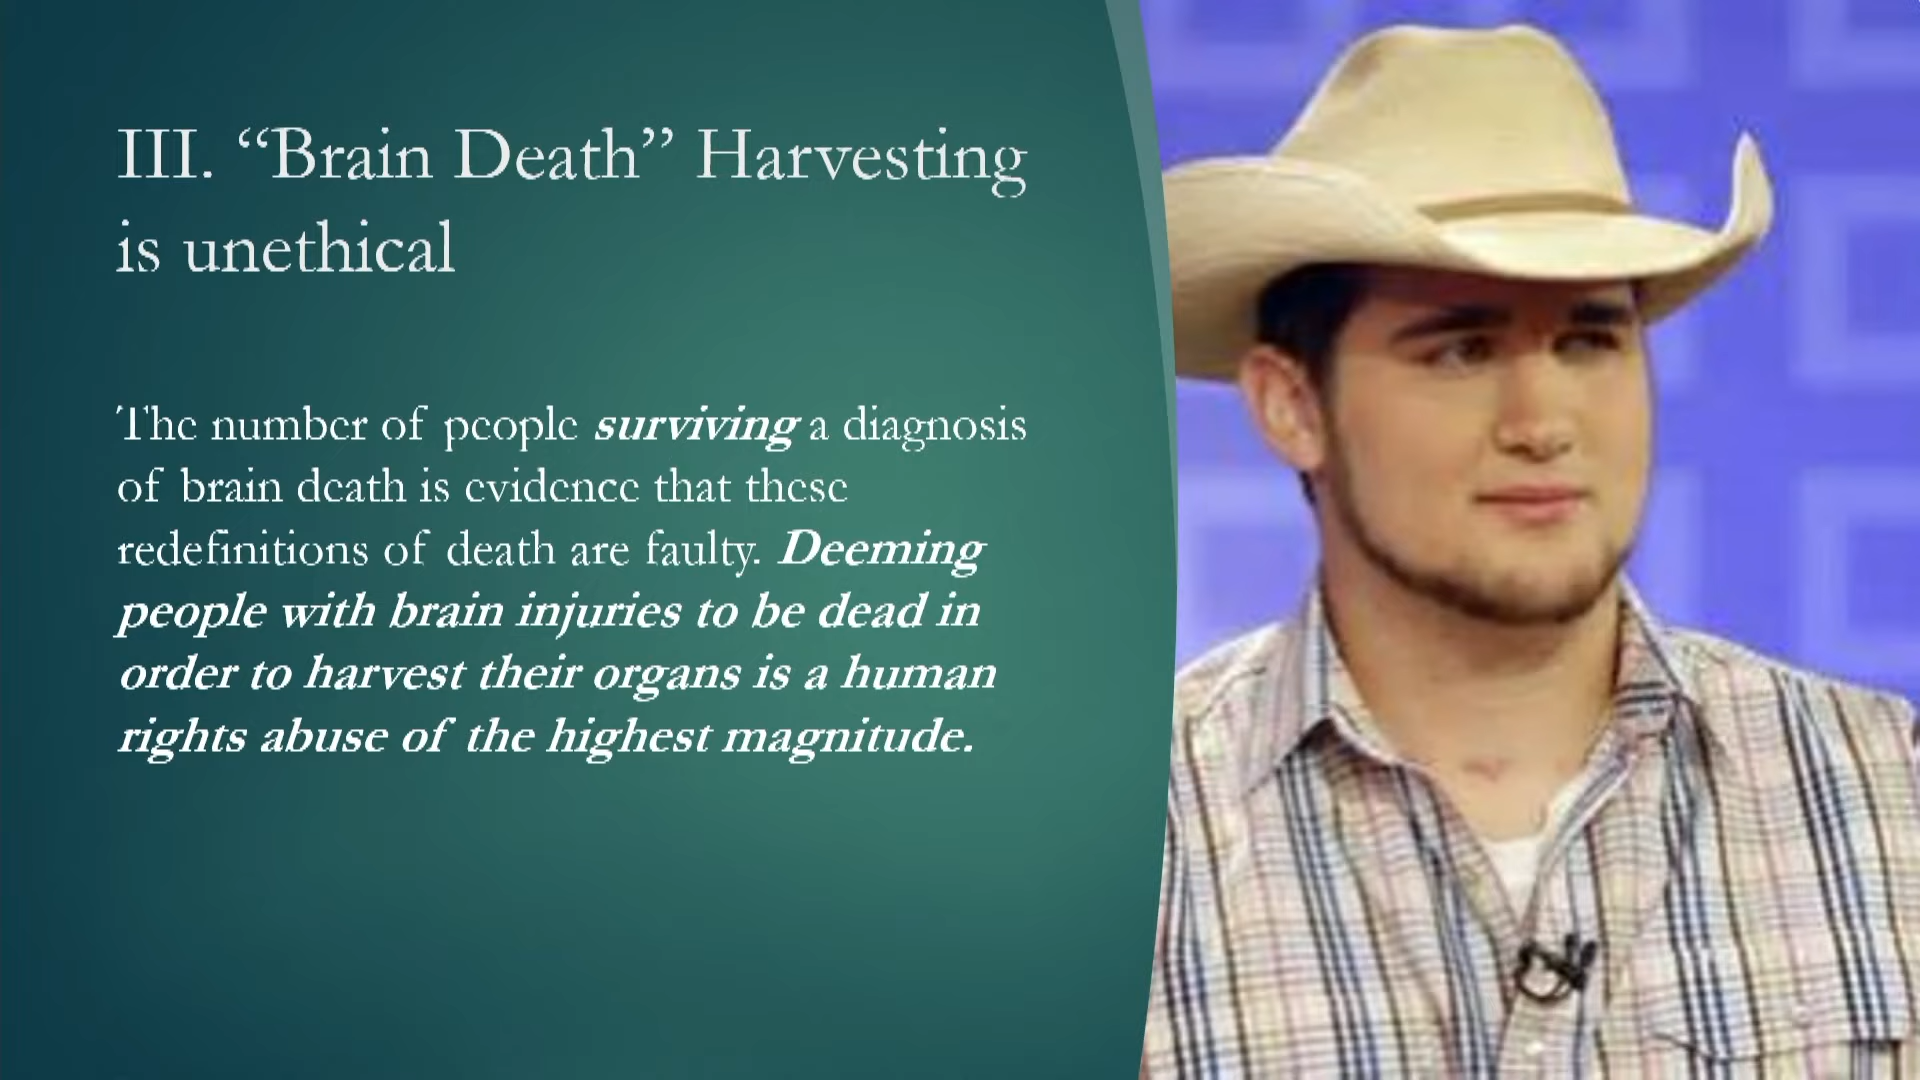 III. “Brain Death” Harvesting
is unethical
The number of people surviving a diagnosis
of brain death is evidence that these
redefinitions of death are faulty. Deeming
people with brain injuries to be dead in
order to harvest their organs is a human
rights abuse of the highest magnitude.